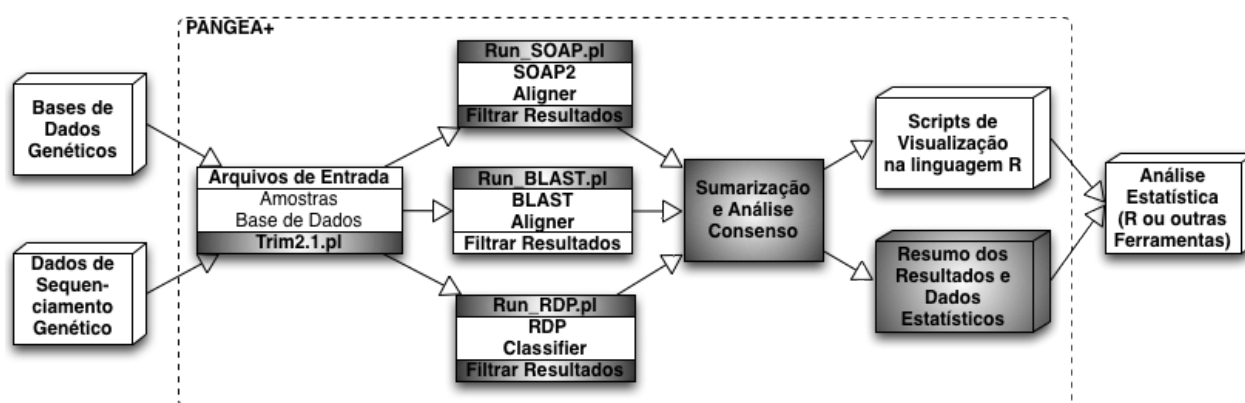 PANGEA+
Bases de
Dados
Genéticos
Dados de
Sequen-
ciamento
Genético
Arquivos de Entrada
Amostras
Base de Dados
Trim2.1.pl
Run_SOAP.pl
SOAP2
Aligner
Filtrar Resultados
Run_BLAST.pl
BLAST
Aligner
Filtrar Resultados
Run_RDP.pl
RDP
Classifier
Filtrar Resultados
Sumarização
e Análise
Consenso
Scripts de
Visualização
na linguagem R
Resumo dos
Resultados e
Dados
Estatísticos
Análise
Estatística
(R ou outras
Ferramentas)